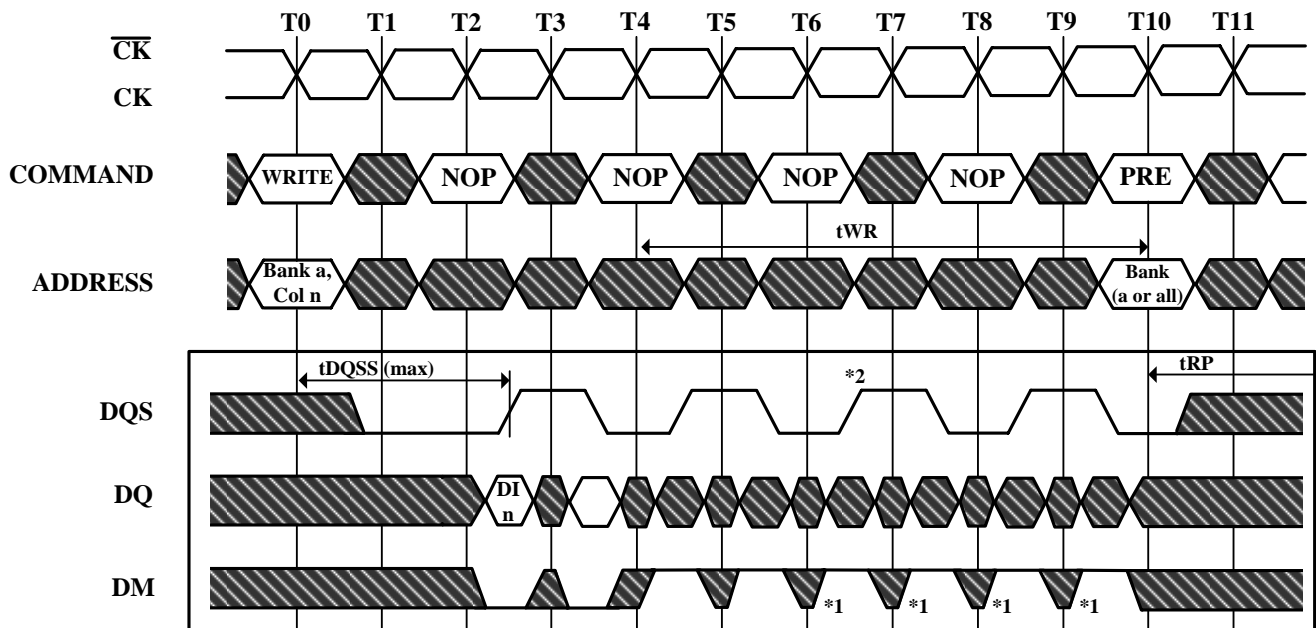 T0 T1 T2 T3 T4 T5 T6 T7 T8 T9 T10 T11
CK
CK
COMMAND WRITE NOP NOP NOP NOP PRE
tWR
ADDRESS Bank a, Col n Bank (a or all)
tDQSS (max) *2 tRP
DQS
DQ DI n
DM *1 *1 *1 *1